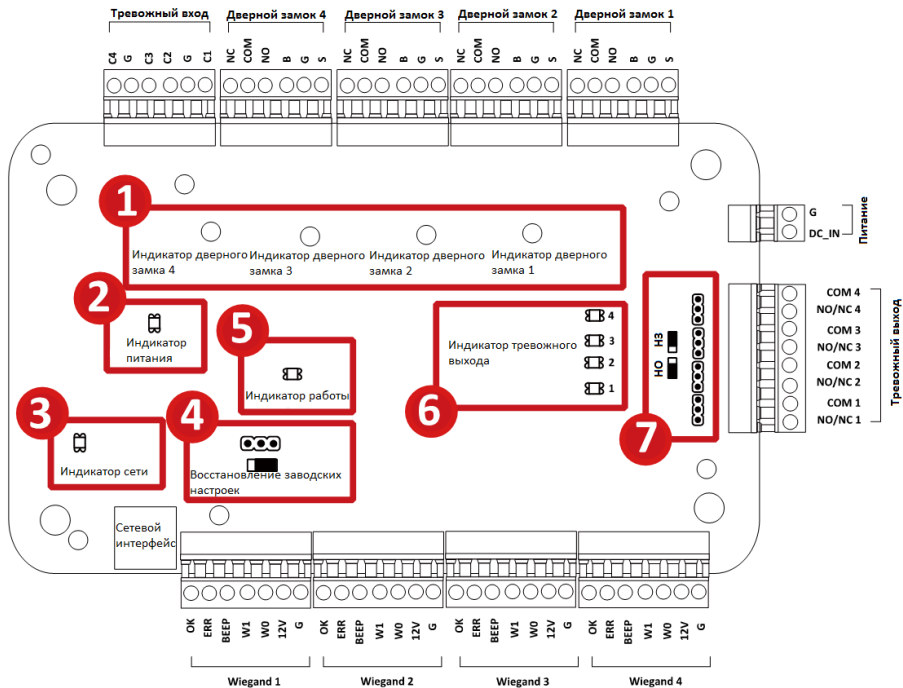 Тревожный вход
Дверной замок 4
Дверной замок 3
Дверной замок 2
Дверной замок 1
C4 G C3 C2 G C1
NC COM NO B G S
NC COM NO B G S
NC COM NO B G S
NC COM NO B G S
1
Индикатор дверного
замка 4
Индикатор дверного
замка 3
Индикатор дверного
замка 2
Индикатор дверного
замка 1
G
DC_IN
Питание
2
Индикатор
питания
5
Индикатор работы
6
Индикатор тревожного
выхода
4
3
2
1
7
НЗ
НО
COM 4
NO/NC 4
COM 3
NO/NC 3
COM 2
NO/NC 2
COM 1
NO/NC 1
Тревожный выход
3
Индикатор сети
4
Восстановление заводских
настроек
Сетевой
интерфейс
OK ERR BEEP W1 W0 12V G
OK ERR BEEP W1 W0 12V G
OK ERR BEEP W1 W0 12V G
OK ERR BEEP W1 W0 12V G
Wiegand 1
Wiegand 2
Wiegand 3
Wiegand 4